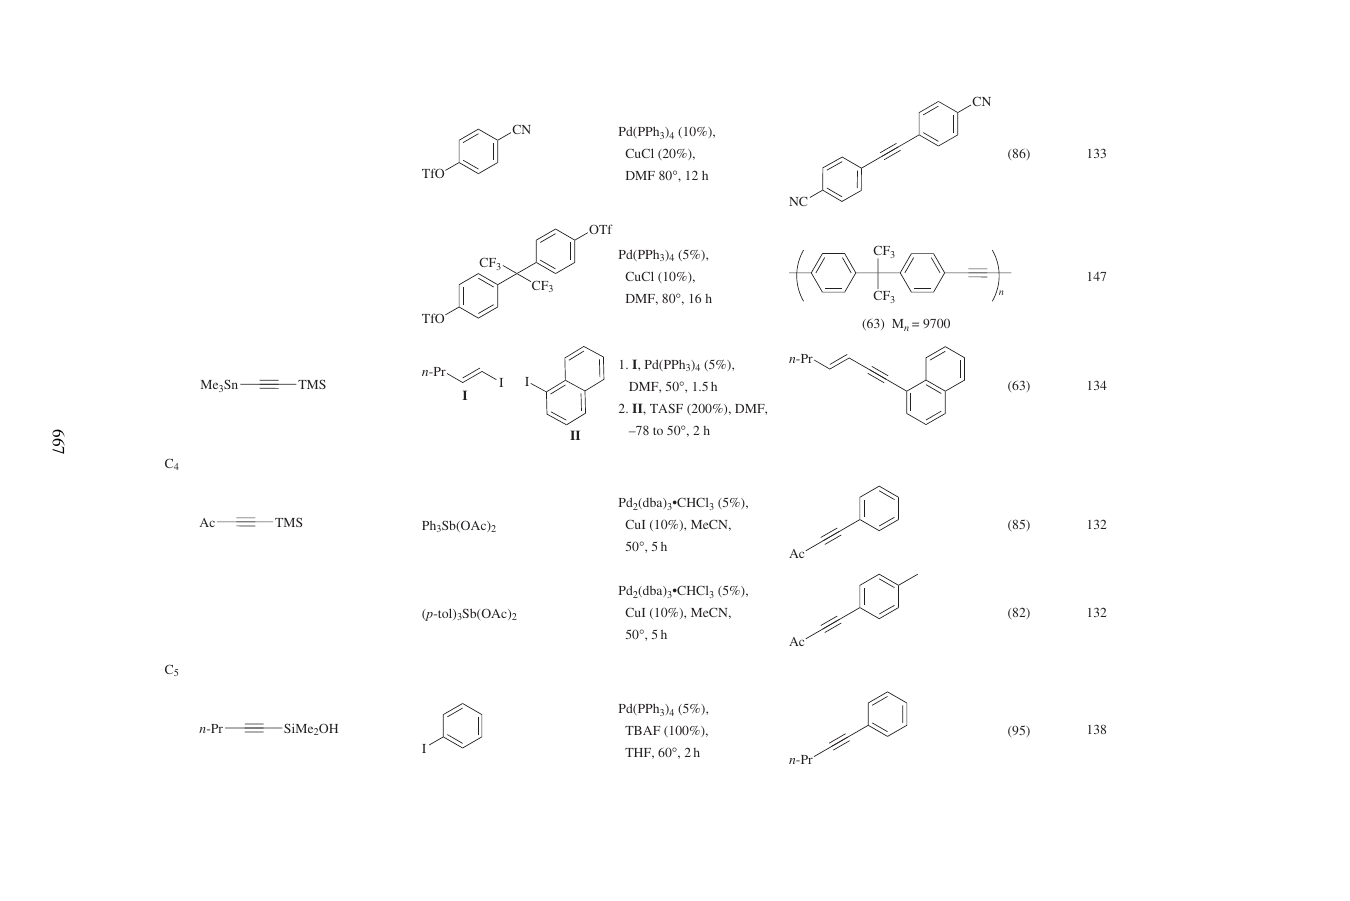 CN
TfO
Pd(PPh3)4 (10%),
CuCl (20%),
DMF 80°, 12 h
CN
NC
(86)
133
OTf
CF3
CF3
TfO
Pd(PPh3)4 (5%),
CuCl (10%),
DMF, 80°, 16 h
CF3
CF3
n
(63) Mn = 9700
147
Me3Sn
TMS
n-Pr
I
I
I
II
1. I, Pd(PPh3)4 (5%),
DMF, 50°, 1.5 h
2. II, TASF (200%), DMF,
–78 to 50°, 2 h
n-Pr
(63)
134
667
C4
Ac
TMS
Ph3Sb(OAc)2
Pd2(dba)3•CHCl3 (5%),
CuI (10%), MeCN,
50°, 5 h
Ac
(85)
132
(p-tol)3Sb(OAc)2
Pd2(dba)3•CHCl3 (5%),
CuI (10%), MeCN,
50°, 5 h
Ac
(82)
132
C5
n-Pr
SiMe2OH
I
Pd(PPh3)4 (5%),
TBAF (100%),
THF, 60°, 2 h
n-Pr
(95)
138